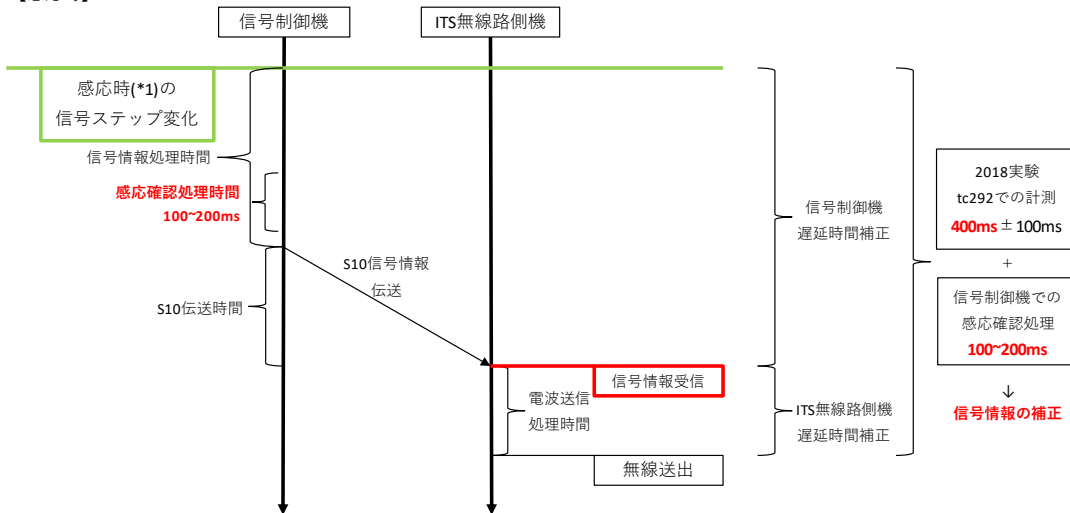 信号制御機
ITS無線路側機
感応時(*1)の
信号ステップ変化
信号情報処理時間
感応確認処理時間
100~200ms
S10伝送時間
S10信号情報
伝送
信号情報受信
電波送信
処理時間
無線送出
信号制御機
遅延時間補正
ITS無線路側機
遅延時間補正
2018実験
tc292での計測
400ms±100ms
+
信号制御機での
感応確認処理
100~200ms
↓
信号情報の補正